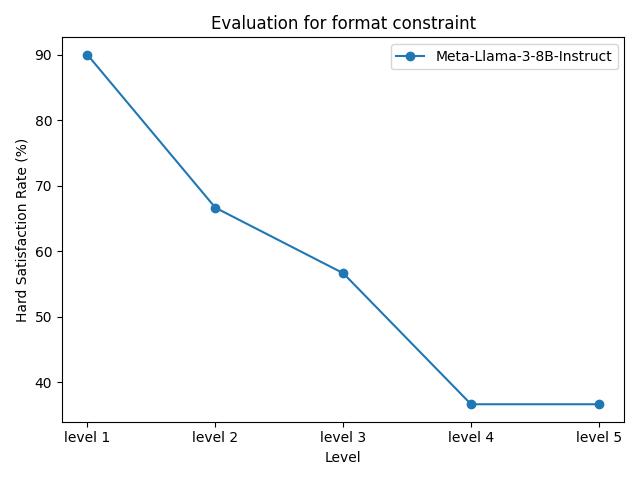 Evaluation for format constraint
Meta-Llama-3-8B-Instruct
Hard Satisfaction Rate (%)
90
80
70
60
50
40
level 1 level 2 level 3 level 4 level 5
Level